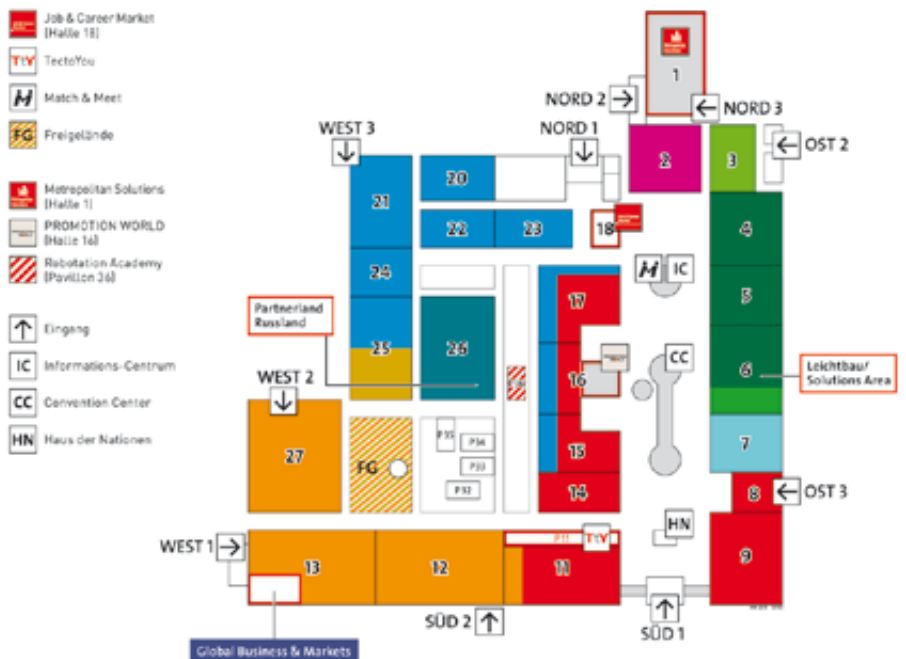 Job & Career Market
(Halle 18)
TectoYou
Match & Meet
FG
Freigelände
Metropolitan Solutions
(Halle 1)
PROMOTION WORLD
(Halle 16)
Robotation Academy
(Pavillon 36)
Eingang
IC
Informations-Centrum
CC
Convention Center
HN
Haus der Nationen
1
NORD 2
NORD 3
WEST 3
NORD 1
OST 2
2
3
20
21
22
23
18
4
IC
24
5
17
Partnerland
Russland
25
26
16
CC
6
Leichtbau/
Solutions Area
WEST 2
27
FG
P35
P34
P33
P32
15
7
14
8
OST 3
HN
WEST 1
13
12
P11
TtY
11
9
SÜD 2
SÜD 1
Global Business & Markets